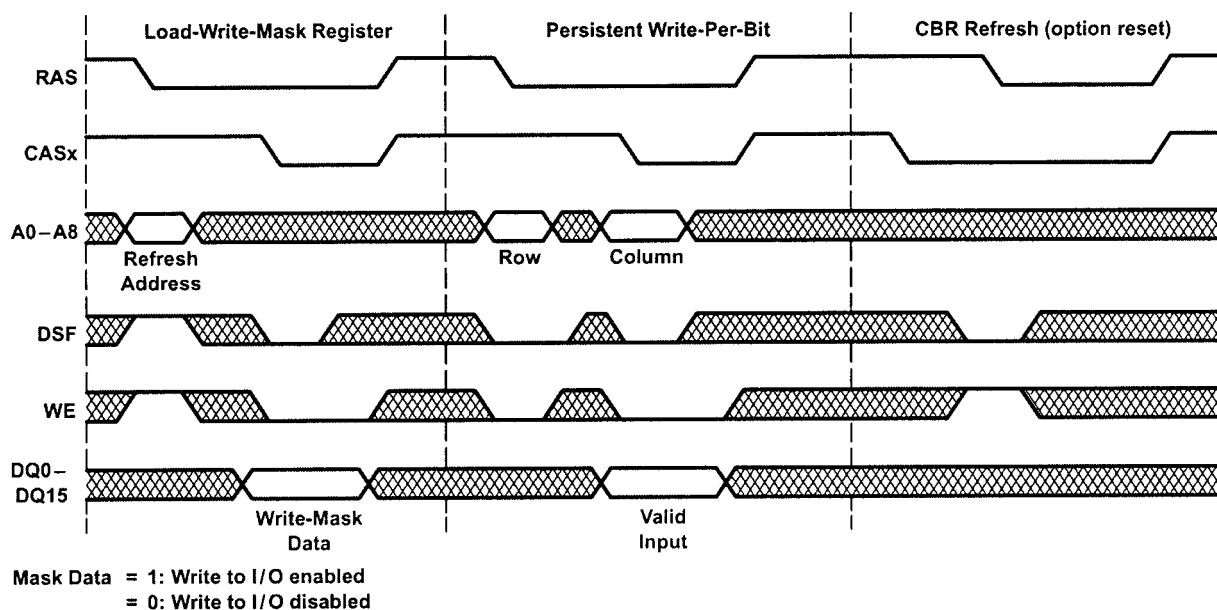 Load-Write-Mask Register
Persistent Write-Per-Bit
CBR Refresh (option reset)
RAS
CASx
A0–A8
Refresh
Address
Row
Column
DSF
WE
DQ0–
DQ15
Write-Mask
Data
Valid
Input
Mask Data = 1: Write to I/O enabled
= 0: Write to I/O disabled